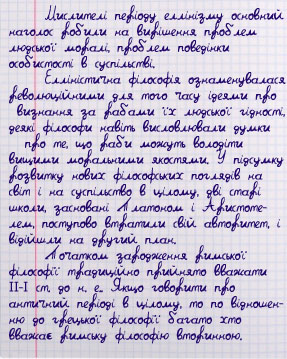 Мислителі періоду еллінізму основний
наголос робили на вирішення проблем
людської моралі, проблем поведінки
особистості в суспільстві.
Елліністична філософія ознаменувалася
революційними для того часу ідеями про
визнання за рабами їх людської гідності,
деякі філософи навіть висловлювали думки
про те, що раби можуть володіти
вищими моральними якостями. У підсумку
розвитку нових філософських поглядів на
світ і на суспільство в цілому, дві старі
школи, засновані Платоном і Аристоте-
лем, поступово втратили свій авторитет, і
відійшли на другий план.
Початком зародження римської
філософії традиційно прийнято вважати
II-I ст. до н. е. Якщо говорити про
античний період в цілому, то по відношен-
ню до грецької філософії багато хто
вважає римську філософію вторинною.